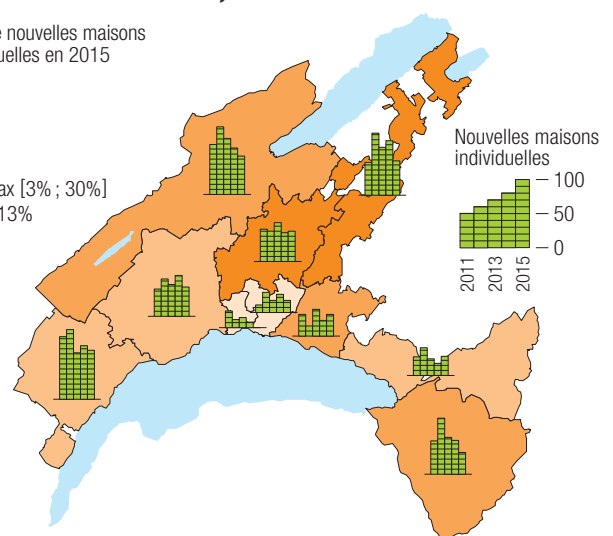 e nouvelles maisons
uelles en 2015
ax [3% ; 30%]
13%
Nouvelles maisons
individuelles
100
50
0
2011
2013
2015